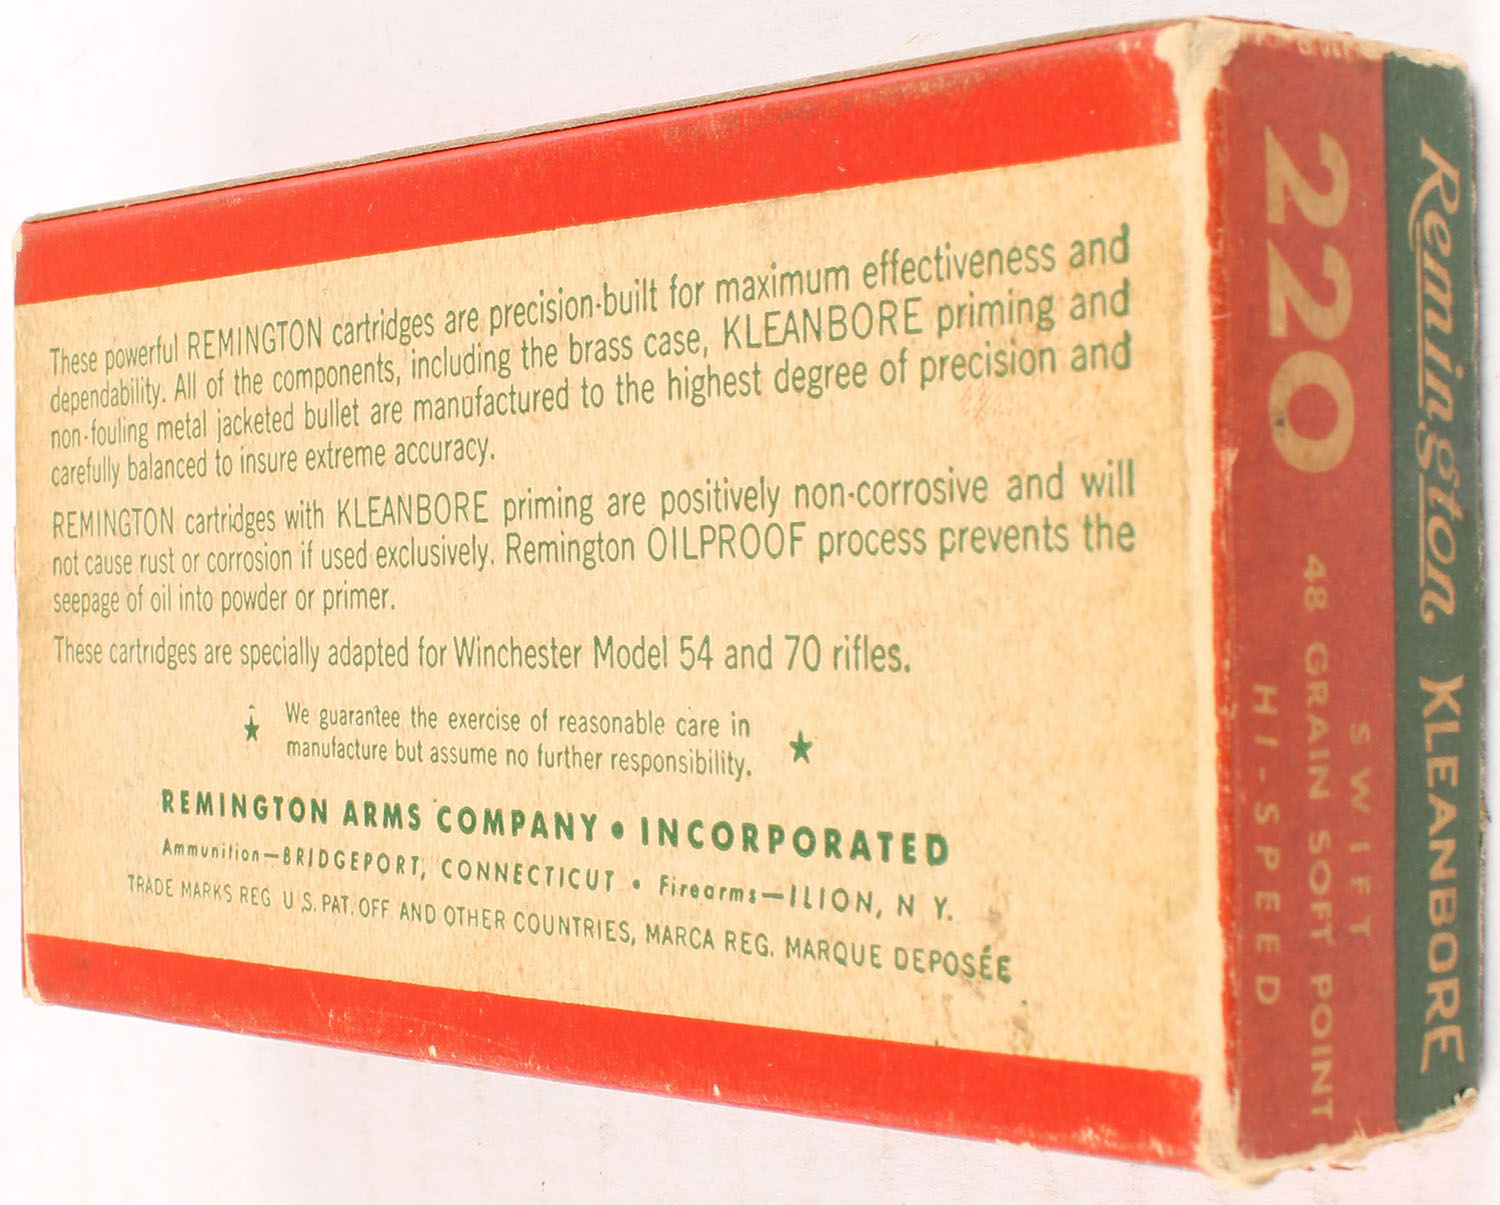 These powerful REMINGTON cartridges are precision-built for maximum effectiveness and
dependability. All of the components, including the brass case, KLEANBORE priming and
non-fouling metal jacketed bullet are manufactured to the highest degree of precision and
carefully balanced to insure extreme accuracy.
REMINGTON cartridges with KLEANBORE priming are positively non-corrosive and will
not cause rust or corrosion if used exclusively. Remington OILPROOF process prevents the
seepage of oil into powder or primer.
These cartridges are specially adapted for Winchester Model 54 and 70 rifles.
We guarantee the exercise of reasonable care in
manufacture but assume no further responsibility.
REMINGTON ARMS COMPANY • INCORPORATED
Ammunition—BRIDGEPORT, CONNECTICUT • Firearms—ILION, N Y.
TRADE MARKS REG U.S. PAT. OFF AND OTHER COUNTRIES, MARCA REG. MARQUE DEPOSÉE
Remington KLEANBORE
220
SWIFT
48 GRAIN SOFT POINT
HI-SPEED